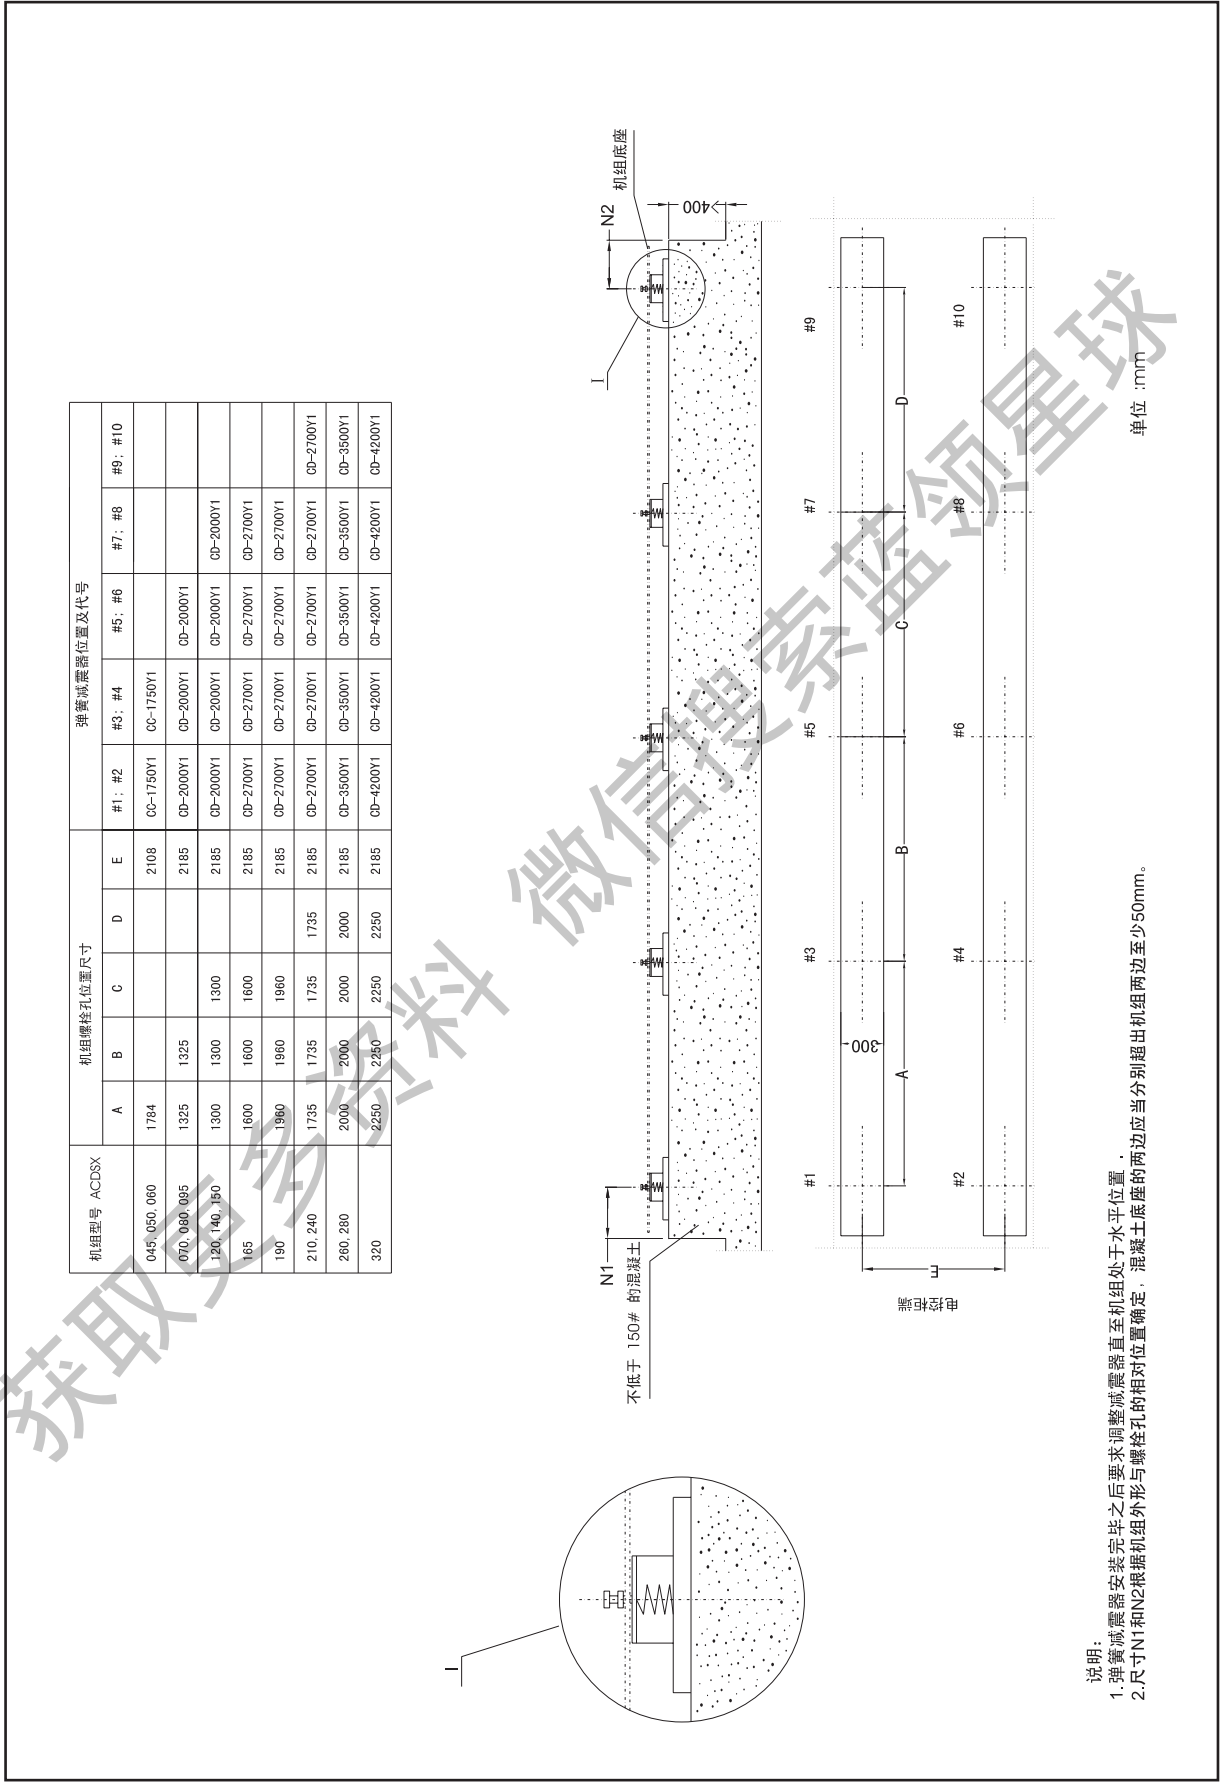 机组型号 ACDSX 机组螺栓孔位置尺寸 弹簧减震器位置及代号
A B C D E #1; #2 #3; #4 #5; #6 #7; #8 #9; #10
045,050,060 1784 2108 CC-1750Y1 CC-1750Y1
070,080,095 1325 1325 2185 CD-2000Y1 CD-2000Y1 CD-2000Y1
120,140,150 1300 1300 1300 2185 CD-2000Y1 CD-2000Y1 CD-2000Y1 CD-2000Y1
165 1600 1600 1600 2185 CD-2700Y1 CD-2700Y1 CD-2700Y1 CD-2700Y1
190 1960 1960 1960 2185 CD-2700Y1 CD-2700Y1 CD-2700Y1 CD-2700Y1
210,240 1735 1735 1735 1735 2185 CD-2700Y1 CD-2700Y1 CD-2700Y1 CD-2700Y1 CD-2700Y1
260,280 2000 2000 2000 2000 2185 CD-3500Y1 CD-3500Y1 CD-3500Y1 CD-3500Y1 CD-3500Y1
320 2250 2250 2250 2250 2185 CD-4200Y1 CD-4200Y1 CD-4200Y1 CD-4200Y1 CD-4200Y1
I
I
N1
N2
机组底座
不低于 150# 的混凝土
>400
#1 #3 #5 #7 #9
300
A B C D
E
电控柜端
#2 #4 #6 #8 #10
说明：
1.弹簧减震器安装完毕之后要求调整减震器直至机组处于水平位置.
2.尺寸N1和N2根据机组外形与螺栓孔的相对位置确定，混凝土底座的两边应当分别超出机组两边至少50mm。
单位 :mm
获取更多资料 微信搜索蓝领星球